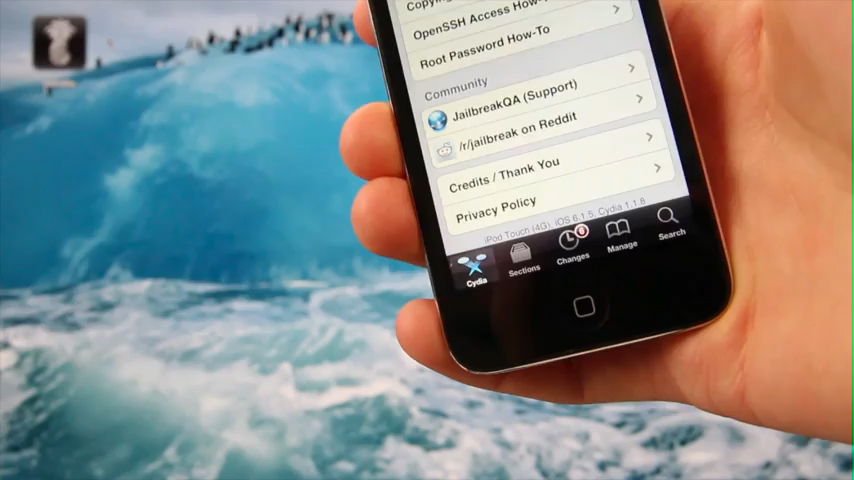 Copying
OpenSSH Access How-
Root Password How-To
Community
JailbreakQA (Support)
/r/jailbreak on Reddit
Credits / Thank You
Privacy Policy
iPod Touch (4G), iOS 6.1.5, Cydia 1.1.8
Cydia
Sections
Changes
Manage
Search